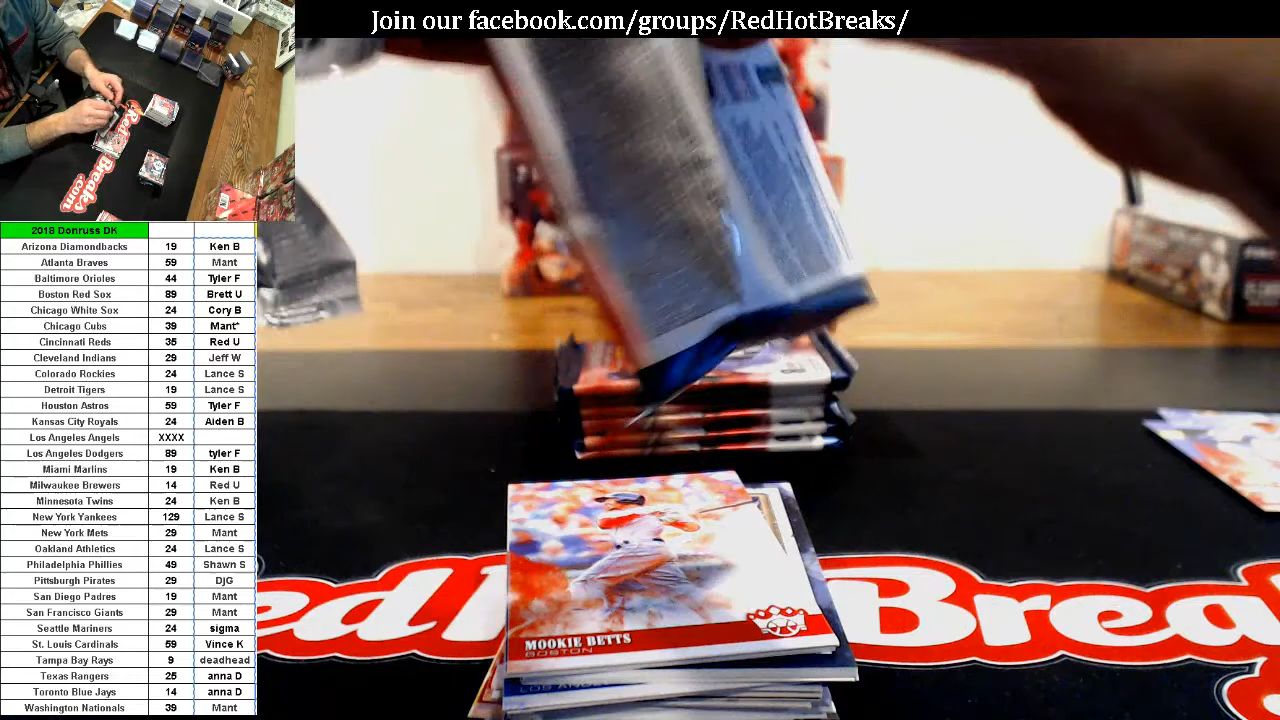 Join our facebook.com/groups/RedHotBreaks/
Red
Breaks
.com
2018 Donruss DK
Arizona Diamondbacks 19 Ken B
Atlanta Braves 59 Mant
Baltimore Orioles 44 Tyler F
Boston Red Sox 89 Brett U
Chicago White Sox 24 Cory B
Chicago Cubs 39 Mant*
Cincinnati Reds 35 Red U
Cleveland Indians 29 Jeff W
Colorado Rockies 24 Lance S
Detroit Tigers 19 Lance S
Houston Astros 59 Tyler F
Kansas City Royals 24 Aiden B
Los Angeles Angels XXXX
Los Angeles Dodgers 89 tyler F
Miami Marlins 19 Ken B
Milwaukee Brewers 14 Red U
Minnesota Twins 24 Ken B
New York Yankees 129 Lance S
New York Mets 29 Mant
Oakland Athletics 24 Lance S
Philadelphia Phillies 49 Shawn S
Pittsburgh Pirates 29 DjG
San Diego Padres 19 Mant
San Francisco Giants 29 Mant
Seattle Mariners 24 sigma
St. Louis Cardinals 59 Vince K
Tampa Bay Rays 9 deadhead
Texas Rangers 25 anna D
Toronto Blue Jays 14 anna D
Washington Nationals 39 Mant
MOOKIE BETTS
BOSTON
LOS ANGE
ed
Brea